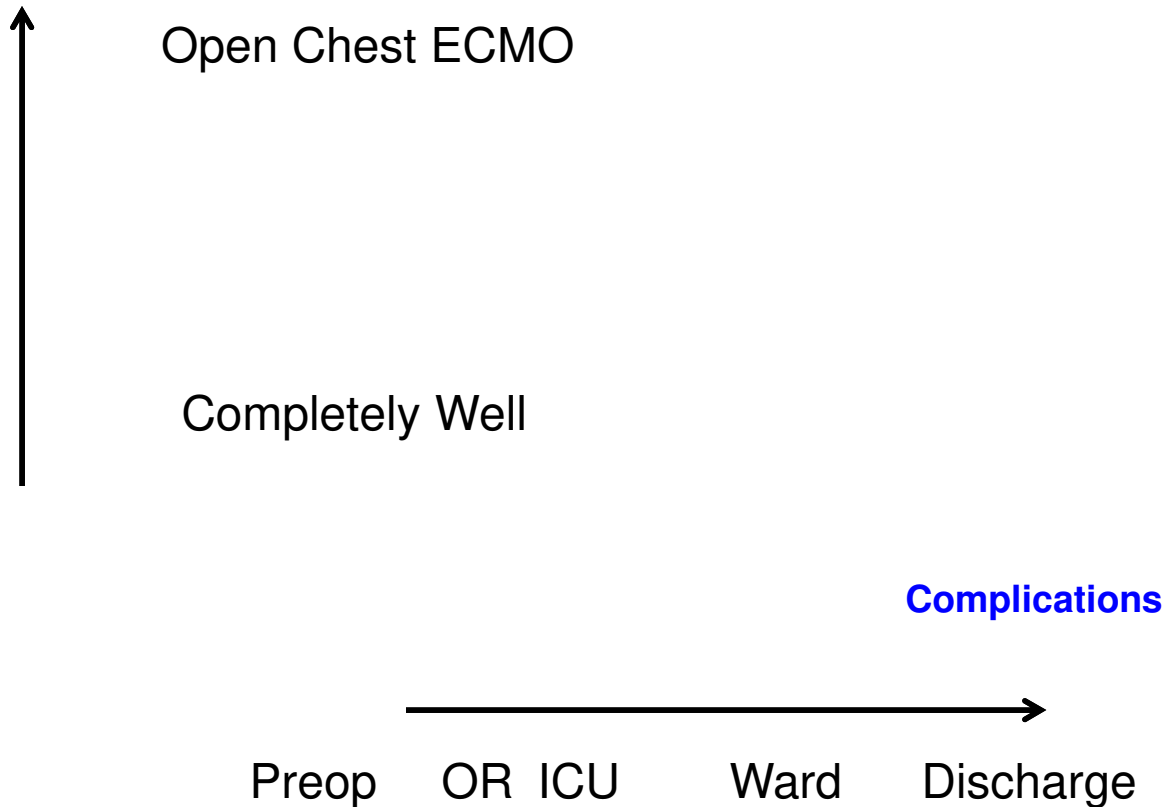 Open Chest ECMO
Completely Well
Complications
Preop OR ICU Ward Discharge